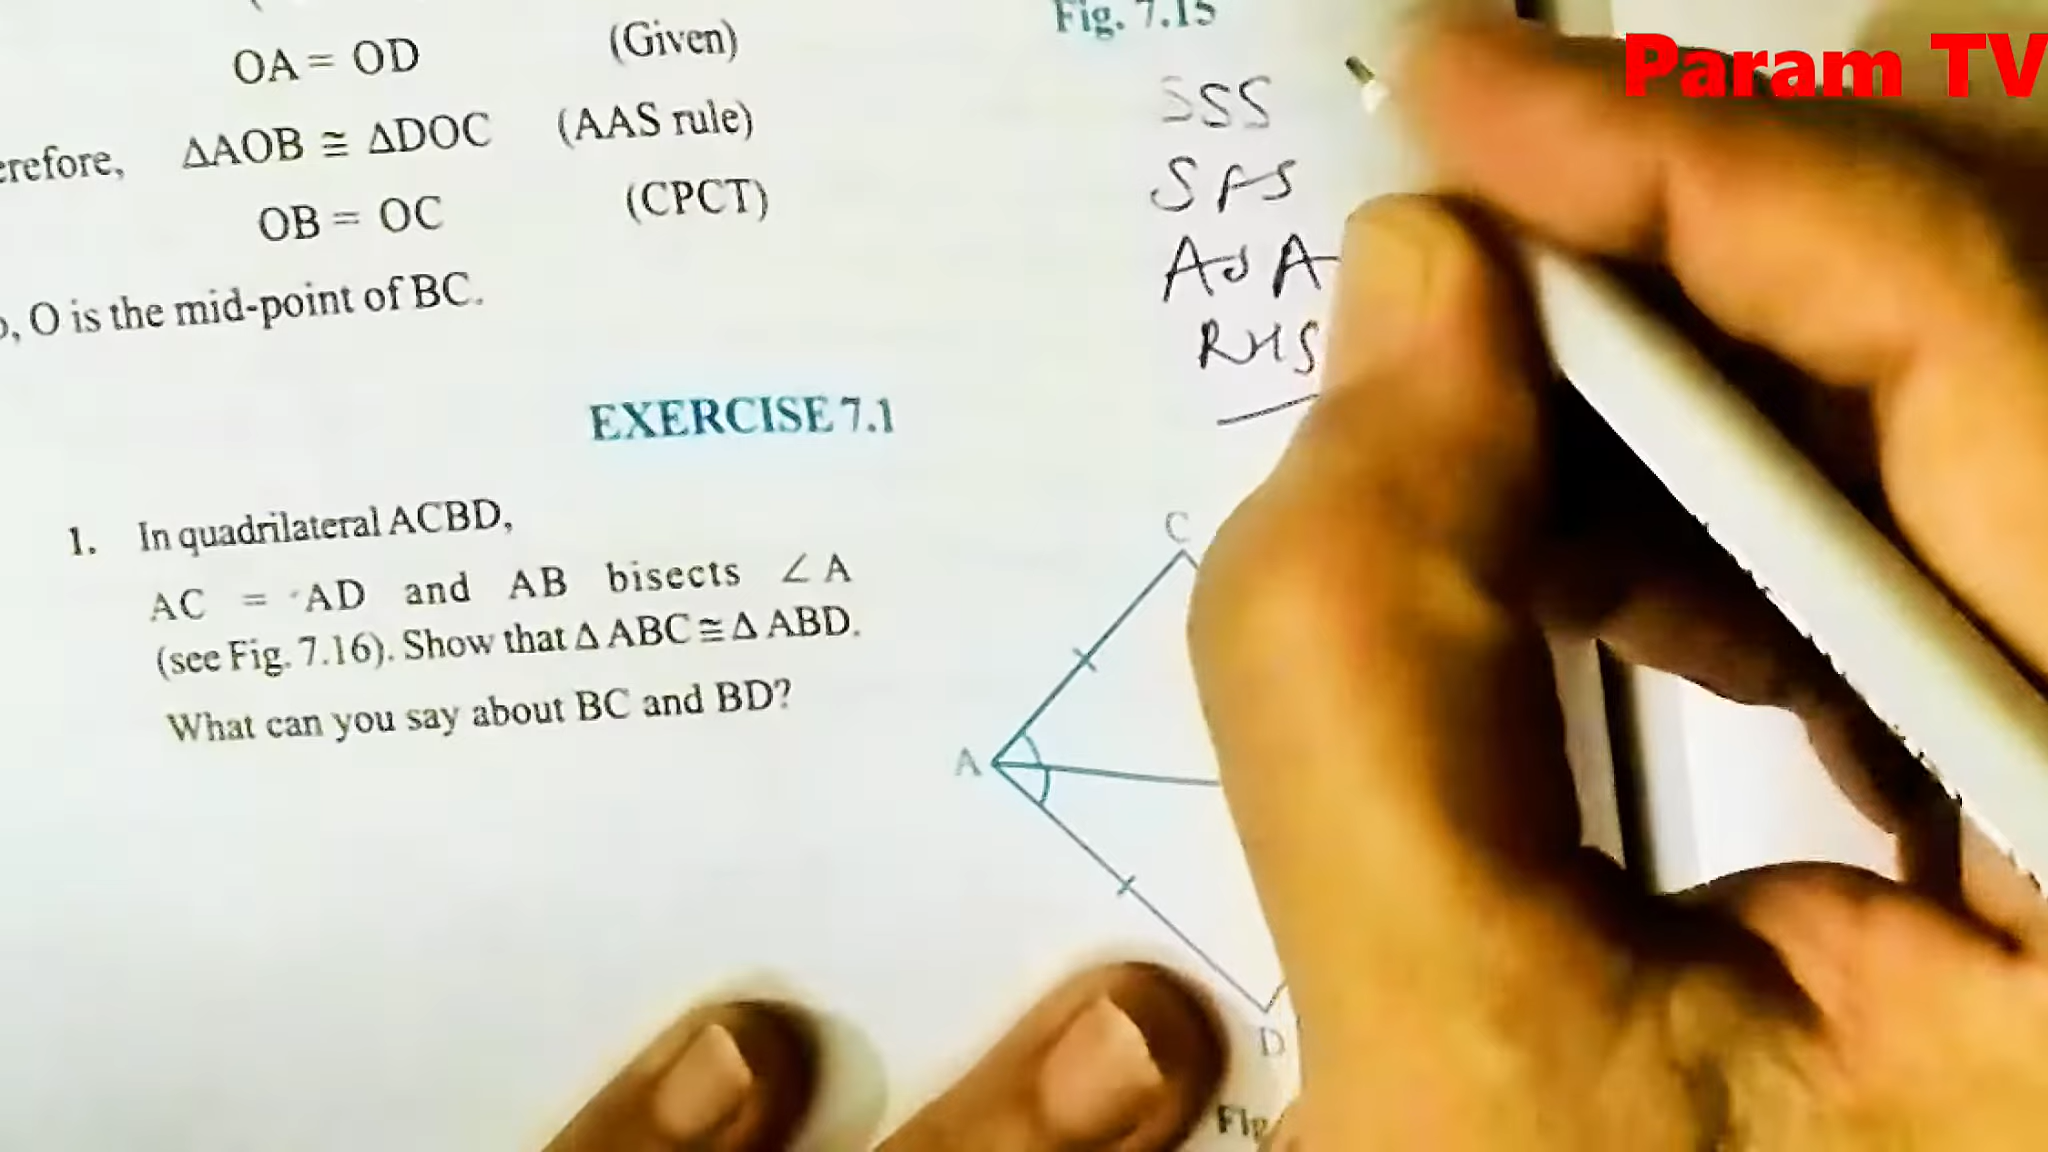 Fig. 7.15
Param TV
OA = OD (Given)
SSS
erefore, ΔAOB ≅ ΔDOC (AAS rule)
SAS
OB = OC (CPCT)
ASA
, O is the mid-point of BC.
RHS
EXERCISE 7.1
1. In quadrilateral ACBD,
AC = AD and AB bisects ∠ A
(see Fig. 7.16). Show that Δ ABC ≅ Δ ABD.
What can you say about BC and BD?
C
A
D
Fig